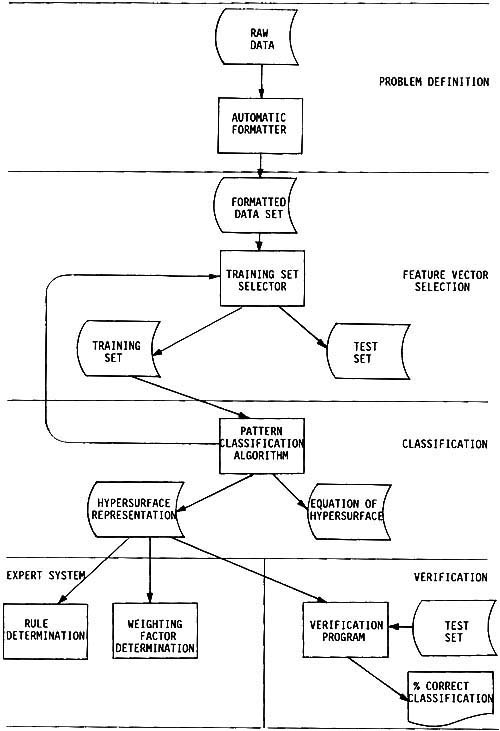 RAW
DATA
PROBLEM DEFINITION
AUTOMATIC
FORMATTER
FORMATTED
DATA SET
TRAINING SET
SELECTOR
FEATURE VECTOR
SELECTION
TRAINING
SET
TEST
SET
PATTERN
CLASSIFICATION
ALGORITHM
CLASSIFICATION
HYPERSURFACE
REPRESENTATION
EQUATION OF
HYPERSURFACE
EXPERT SYSTEM
VERIFICATION
RULE
DETERMINATION
WEIGHTING
FACTOR
DETERMINATION
VERIFICATION
PROGRAM
TEST
SET
% CORRECT
CLASSIFICATION